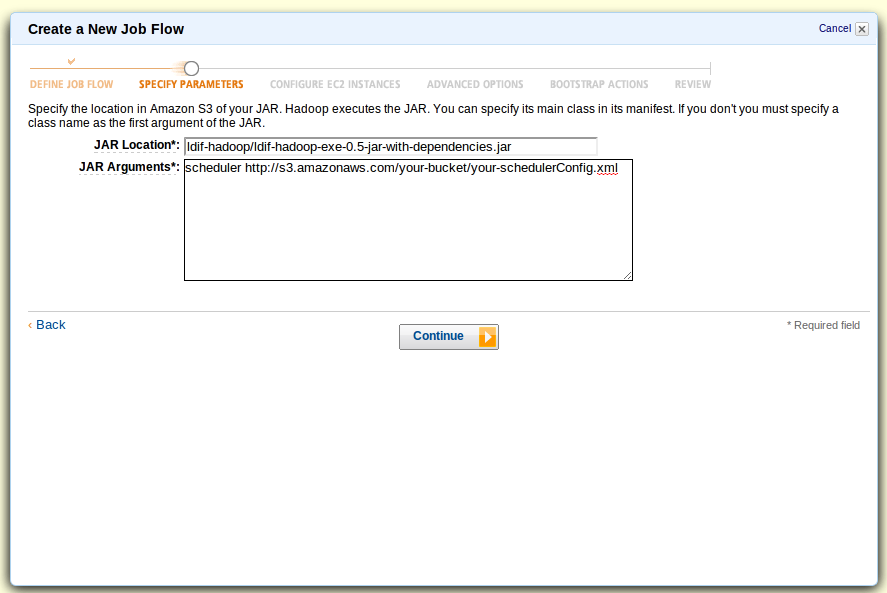 Create a New Job Flow
Cancel
DEFINE JOB FLOW SPECIFY PARAMETERS CONFIGURE EC2 INSTANCES ADVANCED OPTIONS BOOTSTRAP ACTIONS REVIEW
Specify the location in Amazon S3 of your JAR. Hadoop executes the JAR. You can specify its main class in its manifest. If you don't you must specify a
class name as the first argument of the JAR.
JAR Location*: ldif-hadoop/ldif-hadoop-exe-0.5-jar-with-dependencies.jar
JAR Arguments*: scheduler http://s3.amazonaws.com/your-bucket/your-schedulerConfig.xml
‹ Back
Continue
* Required field